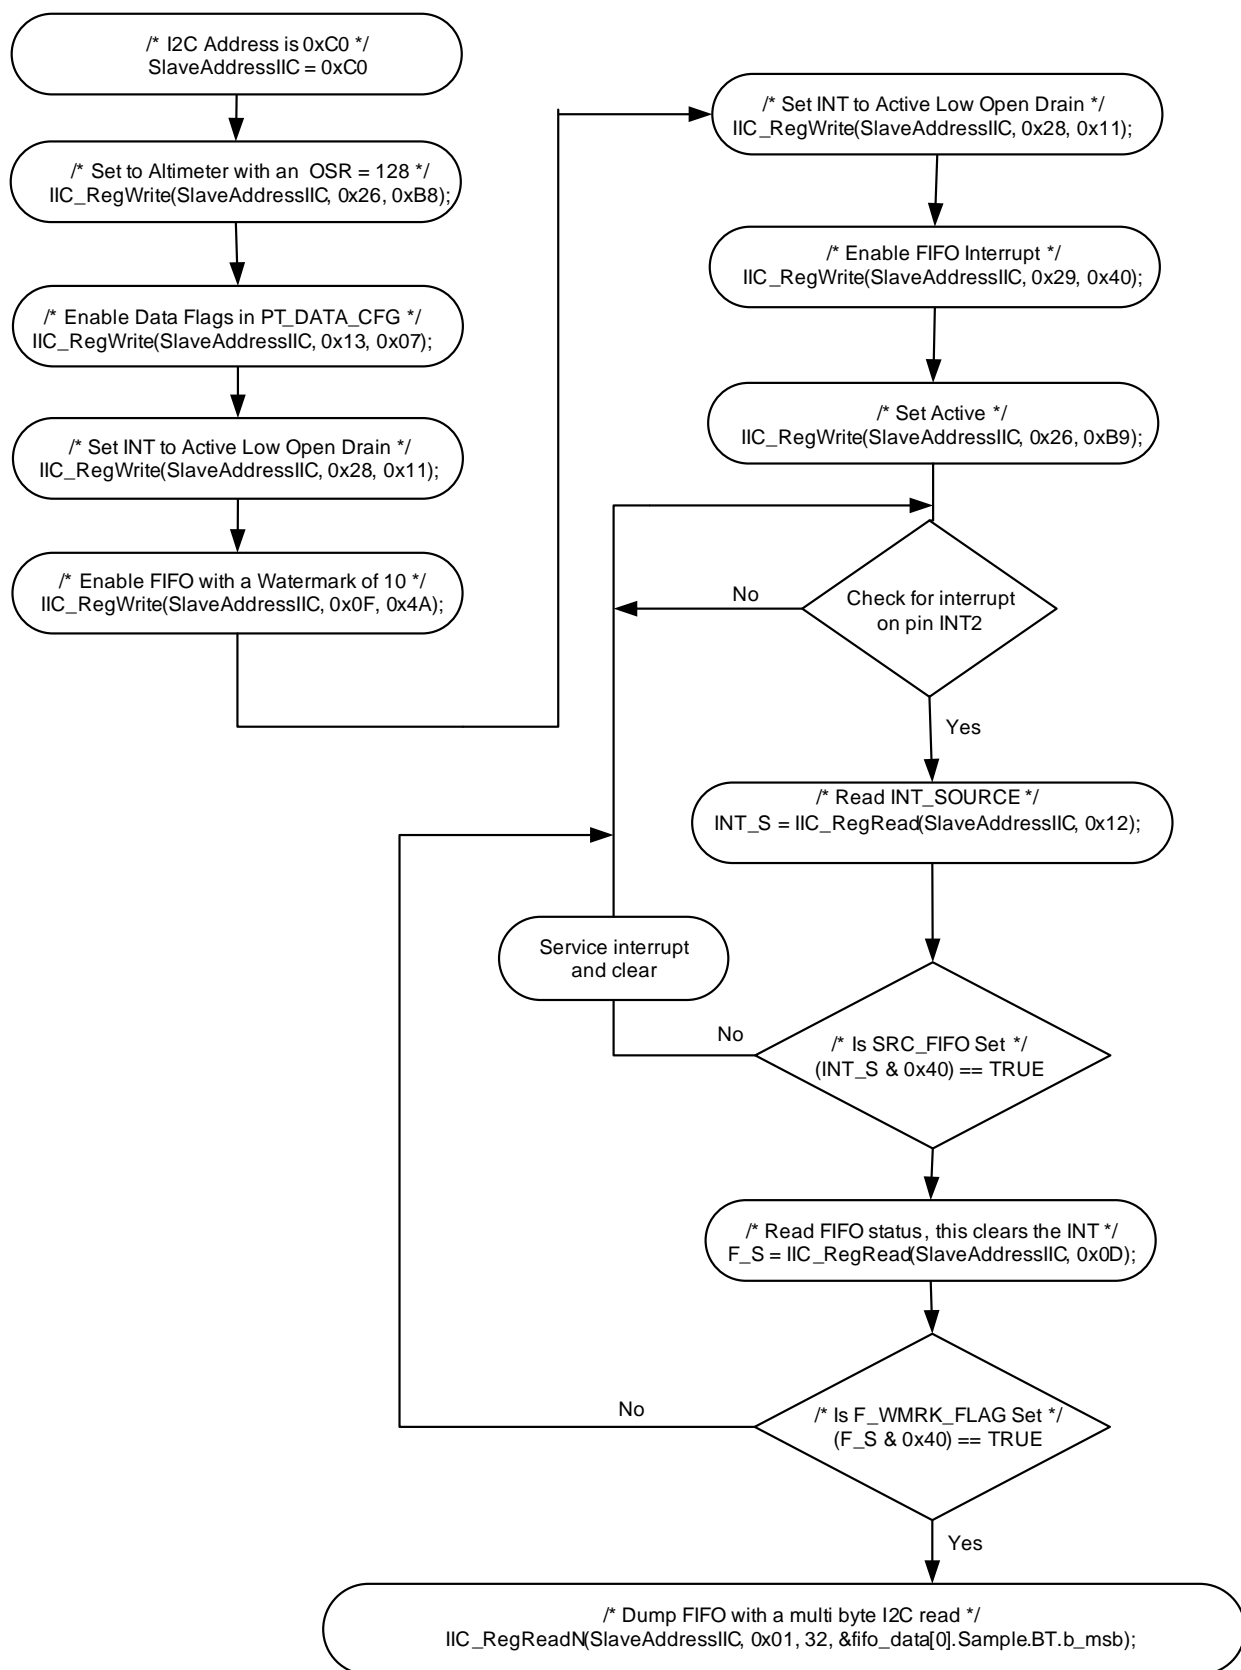 /* I2C Address is 0xC0 */
SlaveAddressIIC = 0xC0
/* Set to Altimeter with an OSR = 128 */
IIC_RegWrite(SlaveAddressIIC, 0x26, 0xB8);
/* Enable Data Flags in PT_DATA_CFG */
IIC_RegWrite(SlaveAddressIIC, 0x13, 0x07);
/* Set INT to Active Low Open Drain */
IIC_RegWrite(SlaveAddressIIC, 0x28, 0x11);
/* Enable FIFO with a Watermark of 10 */
IIC_RegWrite(SlaveAddressIIC, 0x0F, 0x4A);
/* Set INT to Active Low Open Drain */
IIC_RegWrite(SlaveAddressIIC, 0x28, 0x11);
/* Enable FIFO Interrupt */
IIC_RegWrite(SlaveAddressIIC, 0x29, 0x40);
/* Set Active */
IIC_RegWrite(SlaveAddressIIC, 0x26, 0xB9);
Check for interrupt
on pin INT2
No
Yes
/* Read INT_SOURCE */
INT_S = IIC_RegRead(SlaveAddressIIC, 0x12);
Service interrupt
and clear
No
/* Is SRC_FIFO Set */
(INT_S & 0x40) == TRUE
/* Read FIFO status, this clears the INT */
F_S = IIC_RegRead(SlaveAddressIIC, 0x0D);
No
/* Is F_WMRK_FLAG Set */
(F_S & 0x40) == TRUE
Yes
/* Dump FIFO with a multi byte I2C read */
IIC_RegReadN(SlaveAddressIIC, 0x01, 32, &fifo_data[0].Sample.BT.b_msb);